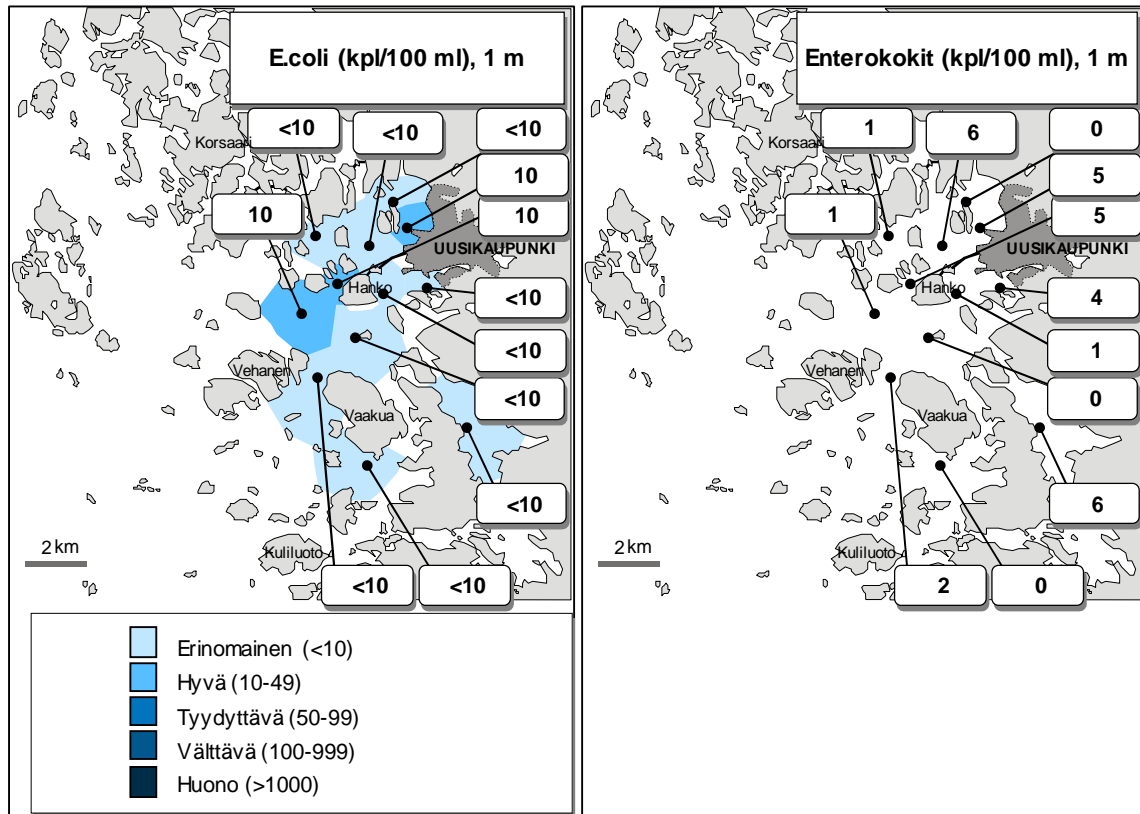 E.coli (kpl/100 ml), 1 m
<10
<10
<10
Korsaari
10
10
10
UUSIKAUPUNKI
Hanko
<10
<10
Vehanen
<10
Vaakua
<10
2 km
Kuliluoto
<10
<10
Erinomainen (<10)
Hyvä (10-49)
Tyydyttävä (50-99)
Välttävä (100-999)
Huono (>1000)
Enterokokit (kpl/100 ml), 1 m
1
6
0
Korsaari
5
1
5
UUSIKAUPUNKI
Hanko
4
1
Vehanen
0
Vaakua
6
2 km
Kuliluoto
2
0